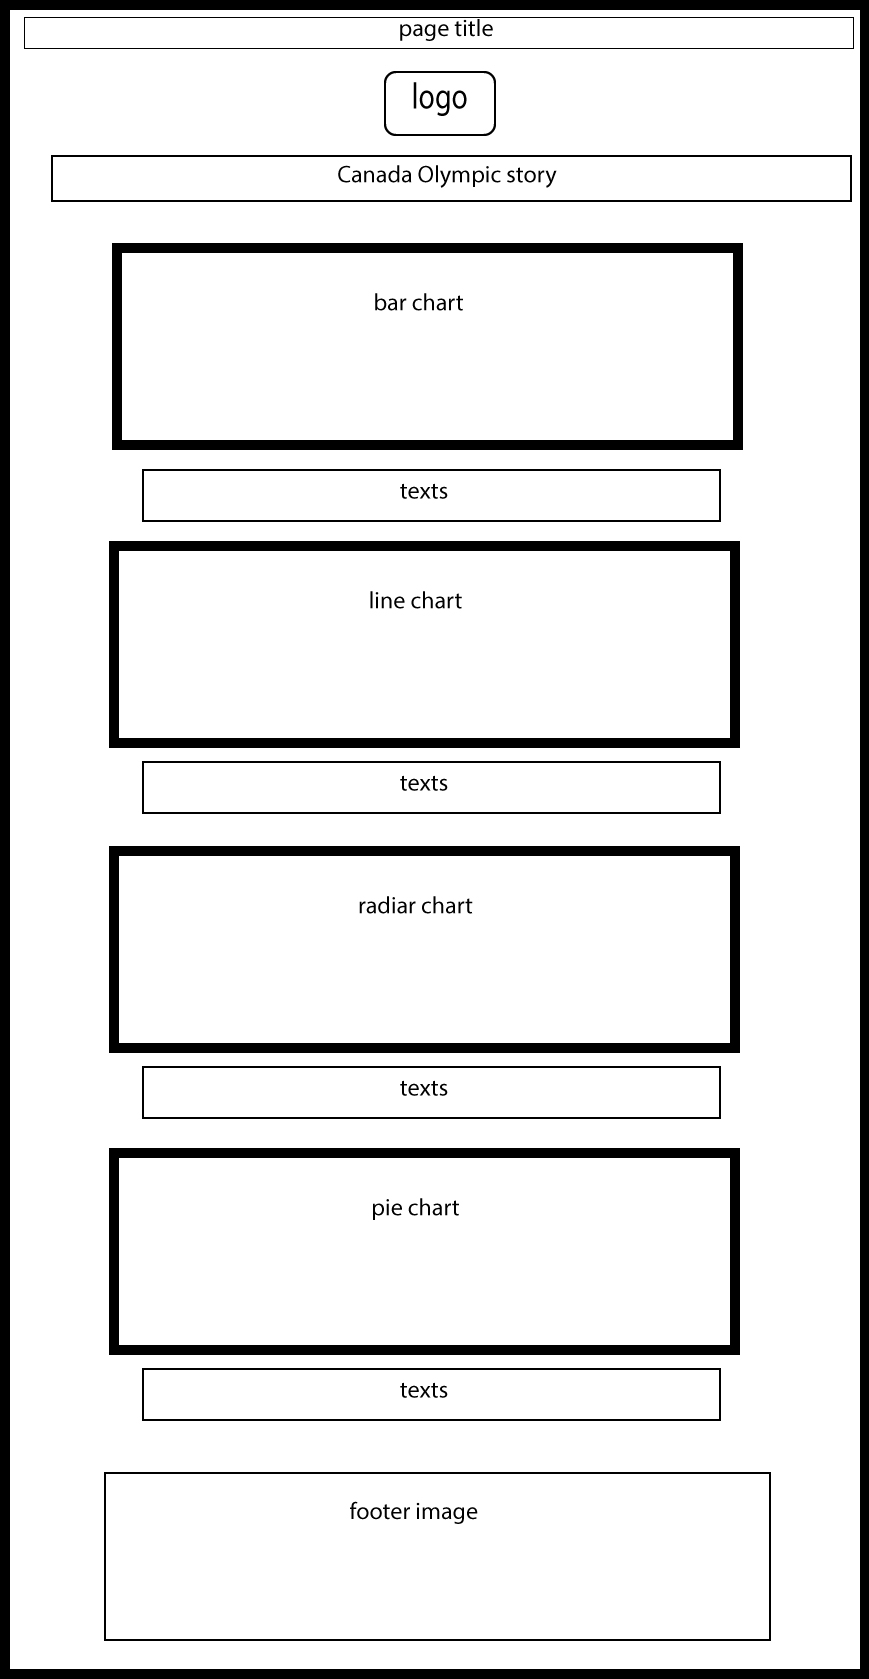 page title
logo
Canada Olympic story
bar chart
texts
line chart
texts
radiar chart
texts
pie chart
texts
footer image